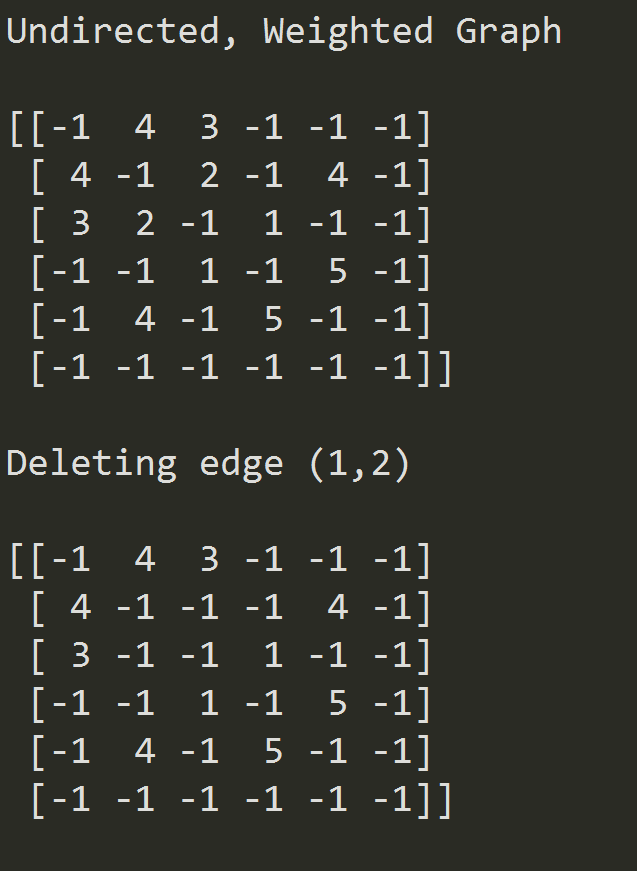 Undirected, Weighted Graph
[[-1  4  3 -1 -1 -1]
 [ 4 -1  2 -1  4 -1]
 [ 3  2 -1  1 -1 -1]
 [-1 -1  1 -1  5 -1]
 [-1  4 -1  5 -1 -1]
 [-1 -1 -1 -1 -1 -1]]
Deleting edge (1,2)
[[-1  4  3 -1 -1 -1]
 [ 4 -1 -1 -1  4 -1]
 [ 3 -1 -1  1 -1 -1]
 [-1 -1  1 -1  5 -1]
 [-1  4 -1  5 -1 -1]
 [-1 -1 -1 -1 -1 -1]]